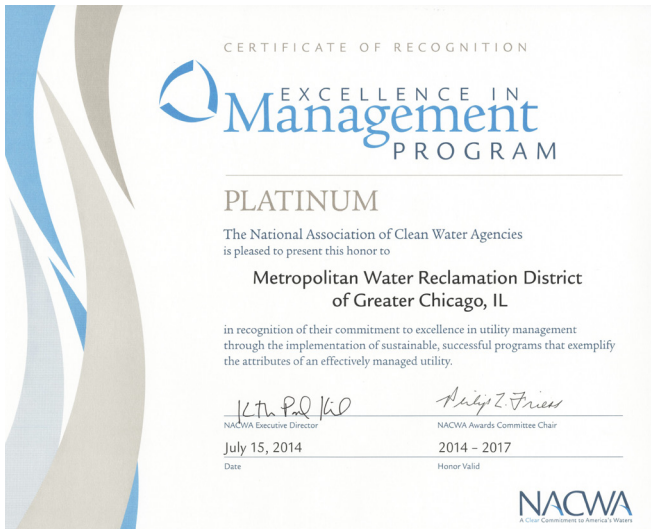 CERTIFICATE OF RECOGNITION
EXCELLENCE IN
Management
PROGRAM
PLATINUM
The National Association of Clean Water Agencies
is pleased to present this honor to
Metropolitan Water Reclamation District
of Greater Chicago, IL
in recognition of their commitment to excellence in utility management
through the implementation of sustainable, successful programs that exemplify
the attributes of an effectively managed utility.
Philip L. Friess
NACWA Executive Director
NACWA Awards Committee Chair
July 15, 2014
2014 – 2017
Date
Honor Valid
NACWA
A Clear Commitment to America's Waters